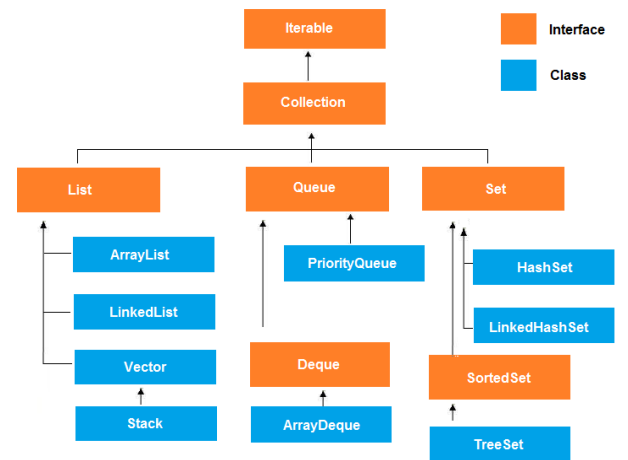 Iterable
Interface
Class
Collection
List
Queue
Set
ArrayList
PriorityQueue
HashSet
LinkedList
LinkedHashSet
Vector
Deque
SortedSet
Stack
ArrayDeque
TreeSet